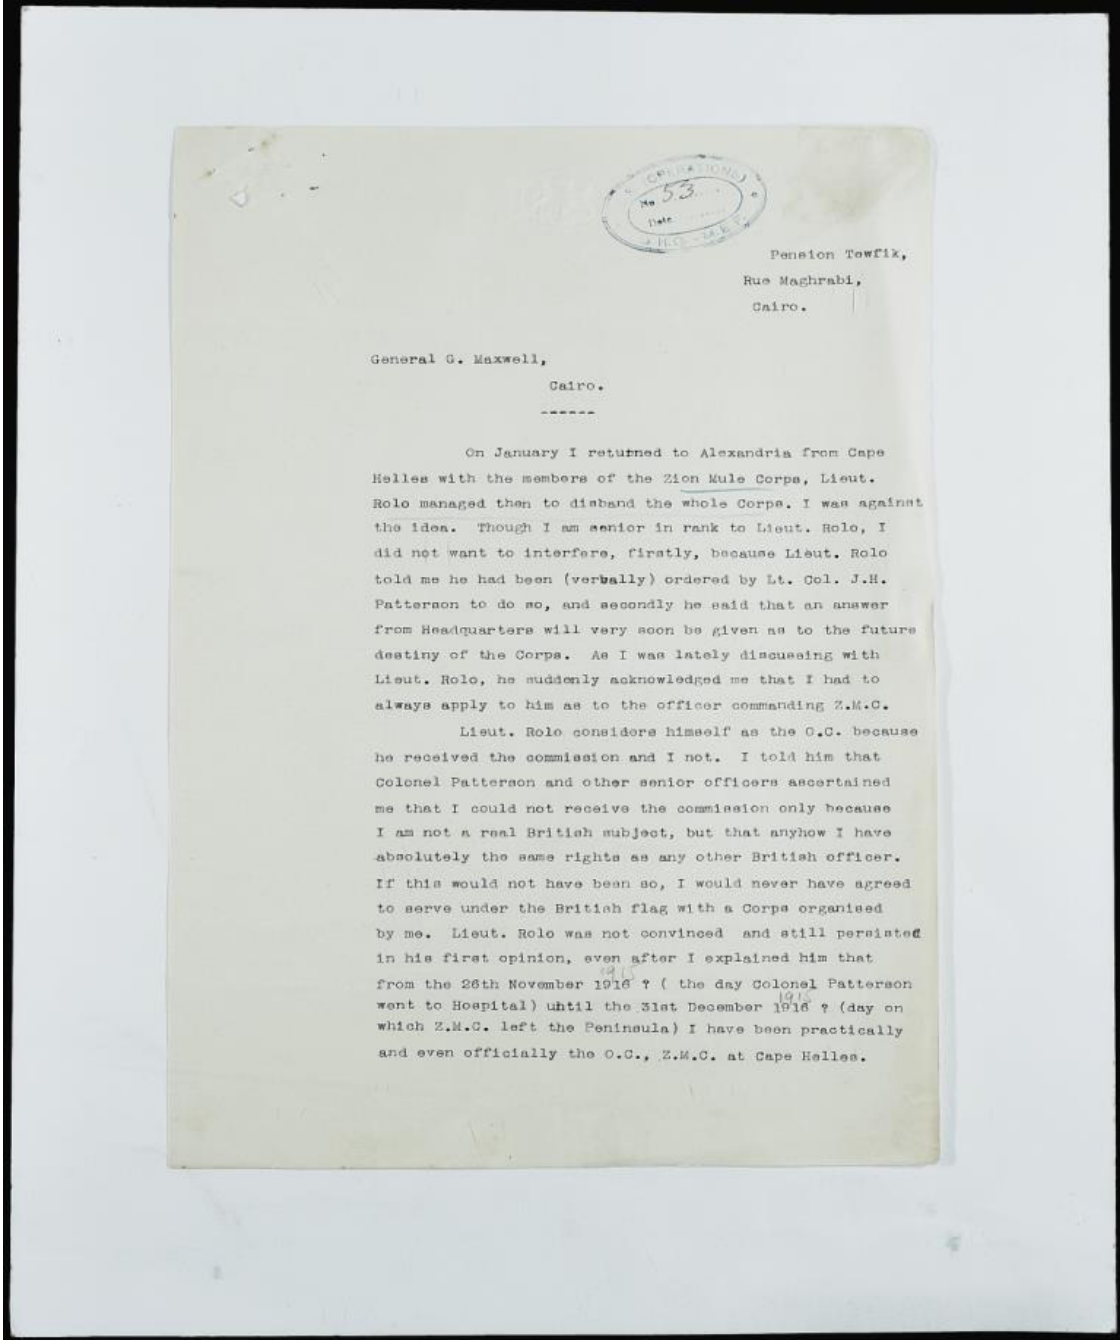 (OPERATIONS)
No 53
Date
H.Q. - M.E.F.
Pension Tewfik,
Rue Maghrabi,
Cairo.
General G. Maxwell,
Cairo.
------
On January I returned to Alexandria from Cape
Helles with the members of the Zion Mule Corps, Lieut.
Rolo managed then to disband the whole Corps. I was against
the idea. Though I am senior in rank to Lieut. Rolo, I
did not want to interfere, firstly, because Lieut. Rolo
told me he had been (verbally) ordered by Lt. Col. J.H.
Patterson to do so, and secondly he said that an answer
from Headquarters will very soon be given as to the future
destiny of the Corps. As I was lately discussing with
Lieut. Rolo, he suddenly acknowledged me that I had to
always apply to him as to the officer commanding Z.M.C.
Lieut. Rolo considers himself as the O.C. because
he received the commission and I not. I told him that
Colonel Patterson and other senior officers ascertained
me that I could not receive the commission only because
I am not a real British subject, but that anyhow I have
absolutely the same rights as any other British officer.
If this would not have been so, I would never have agreed
to serve under the British flag with a Corps organised
by me. Lieut. Rolo was not convinced and still persisted
in his first opinion, even after I explained him that
1915
from the 26th November 1916 ? ( the day Colonel Patterson
1915
went to Hospital) until the 31st December 1916 ? (day on
which Z.M.C. left the Peninsula) I have been practically
and even officially the O.C., Z.M.C. at Cape Helles.